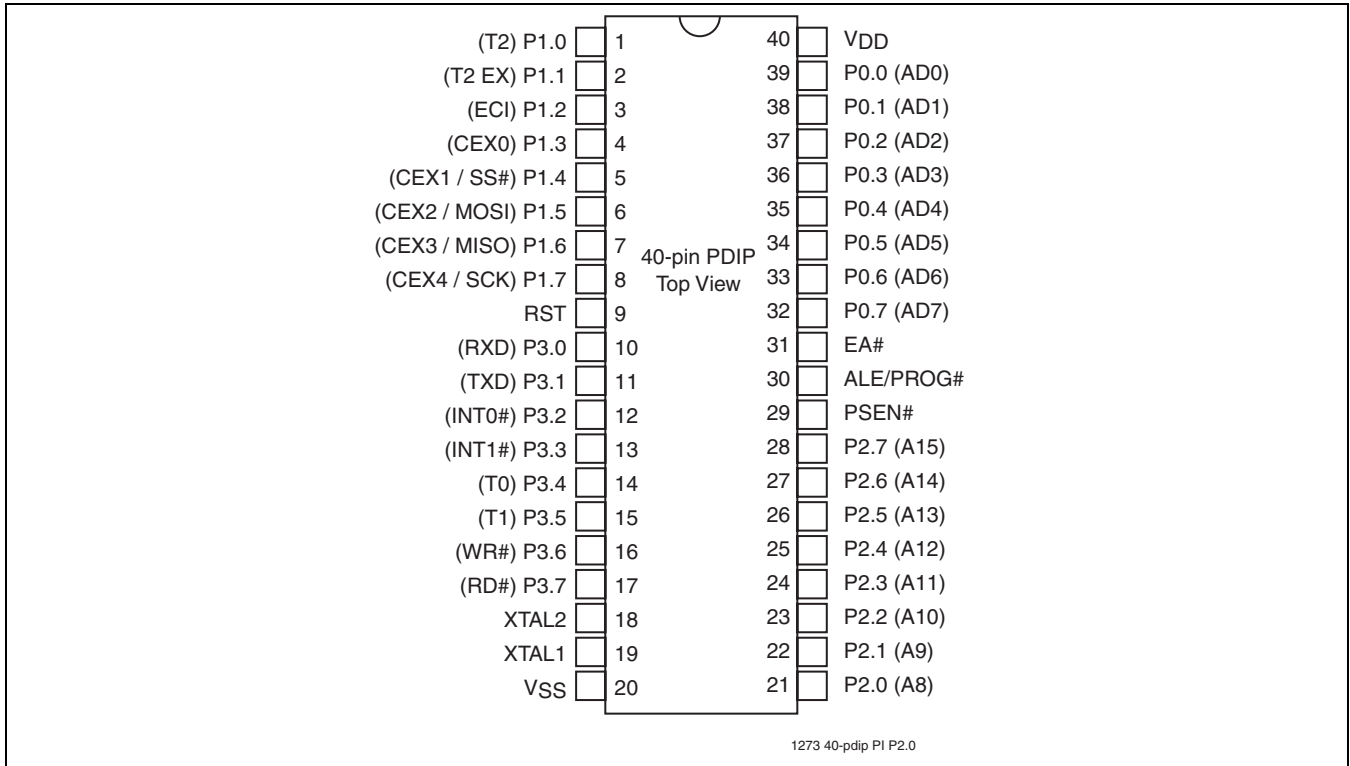 (T2) P1.0 1 40 VDD
(T2 EX) P1.1 2 39 P0.0 (AD0)
(ECI) P1.2 3 38 P0.1 (AD1)
(CEX0) P1.3 4 37 P0.2 (AD2)
(CEX1 / SS#) P1.4 5 36 P0.3 (AD3)
(CEX2 / MOSI) P1.5 6 35 P0.4 (AD4)
(CEX3 / MISO) P1.6 7 34 P0.5 (AD5)
40-pin PDIP
(CEX4 / SCK) P1.7 8 Top View 33 P0.6 (AD6)
RST 9 32 P0.7 (AD7)
(RXD) P3.0 10 31 EA#
(TXD) P3.1 11 30 ALE/PROG#
(INT0#) P3.2 12 29 PSEN#
(INT1#) P3.3 13 28 P2.7 (A15)
(T0) P3.4 14 27 P2.6 (A14)
(T1) P3.5 15 26 P2.5 (A13)
(WR#) P3.6 16 25 P2.4 (A12)
(RD#) P3.7 17 24 P2.3 (A11)
XTAL2 18 23 P2.2 (A10)
XTAL1 19 22 P2.1 (A9)
VSS 20 21 P2.0 (A8)
1273 40-pdip PI P2.0